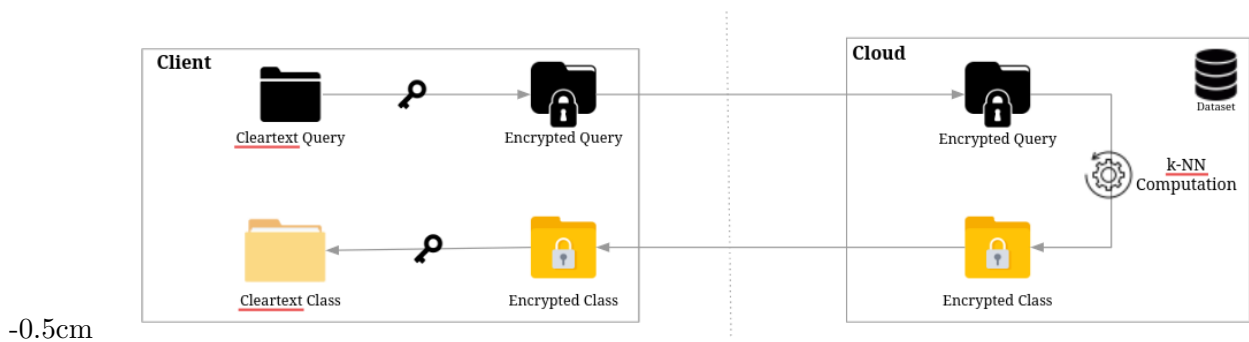 Client
Cloud
Cleartext Query
Encrypted Query
Encrypted Query
Dataset
k-NN
Computation
Cleartext Class
Encrypted Class
Encrypted Class
-0.5cm